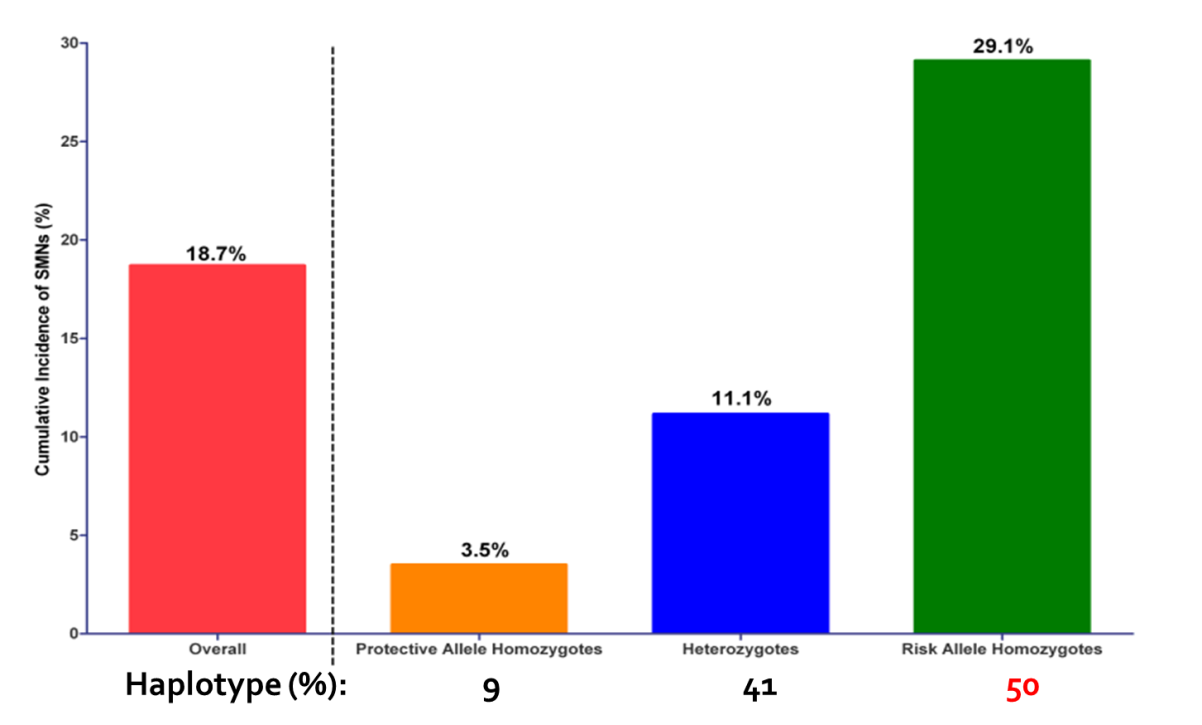 Cumulative Incidence of SMNs (%)
30
25
20
15
10
5
0
18.7%
3.5%
11.1%
29.1%
Overall
Protective Allele Homozygotes
Heterozygotes
Risk Allele Homozygotes
Haplotype (%): 9 41 50